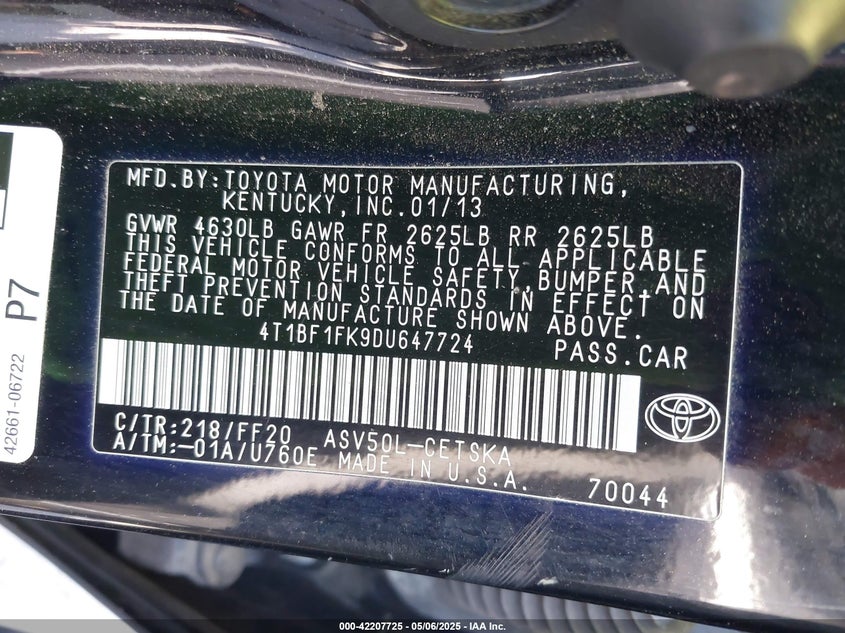 MFD.BY:TOYOTA MOTOR MANUFACTURING,
KENTUCKY,INC.01/13
GVWR 4630LB GAWR FR 2625LB RR 2625LB
THIS VEHICLE CONFORMS TO ALL APPLICABLE
FEDERAL MOTOR VEHICLE SAFETY,BUMPER,AND
THEFT PREVENTION STANDARDS IN EFFECT ON
THE DATE OF MANUFACTURE SHOWN ABOVE.
4T1BF1FK9DU647724 PASS.CAR
C/TR:218/FF20 ASV50L-CETSKA
A/TM:-01A/U760E MADE IN U.S.A.
70044
P7
42661-06722
000-42207725 - 05/06/2025 - IAA Inc.